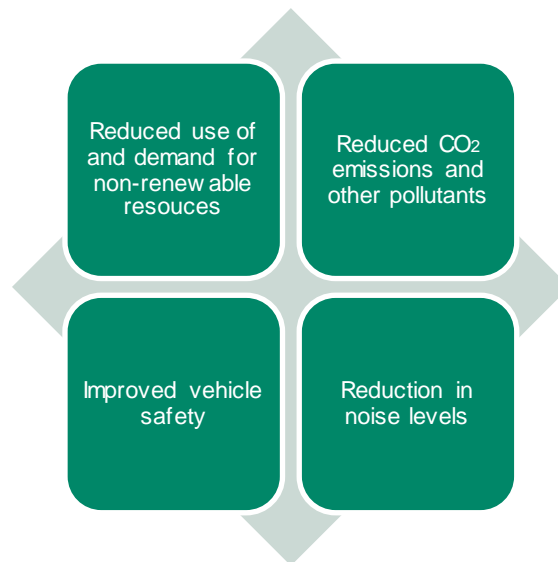 Reduced use of
and demand for
non-renewable
resouces
Reduced CO2
emissions and
other pollutants
Improved vehicle
safety
Reduction in
noise levels